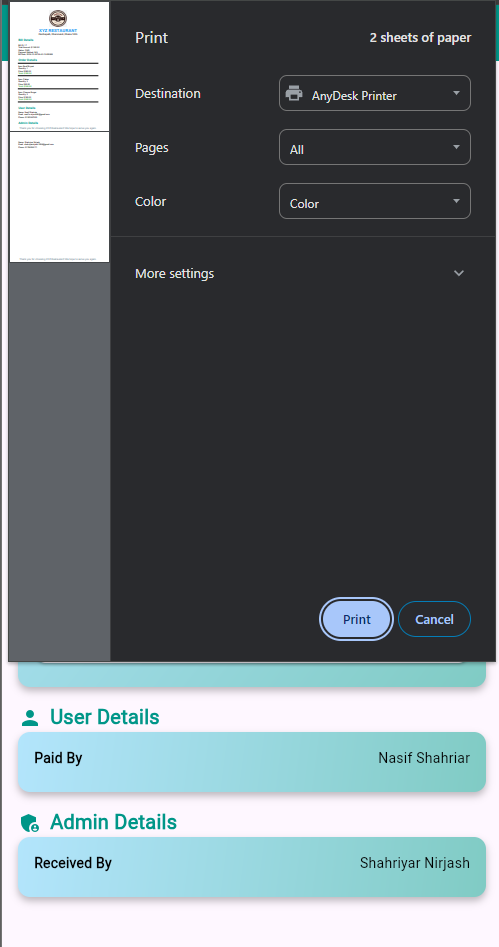 XYZ RESTAURANT
Print
2 sheets of paper
Destination
AnyDesk Printer
Pages
All
Color
Color
More settings
Print
Cancel
User Details
Paid By
Nasif Shahriar
Admin Details
Received By
Shahriyar Nirjash